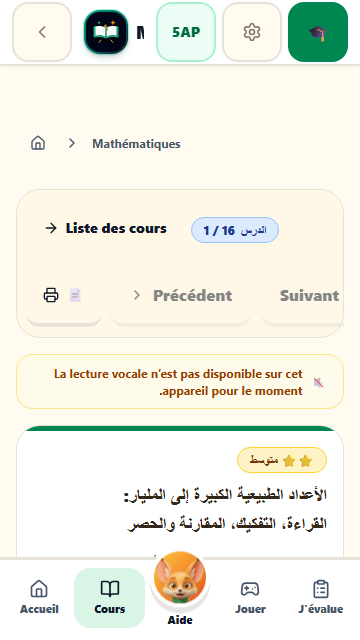 5AP
Mathématiques
Liste des cours
الدرس 1 / 16
Précédent
Suivant
La lecture vocale n'est pas disponible sur cet
appareil pour le moment.
متوسط
الأعداد الطبيعية الكبيرة إلى المليار:
القراءة، التفكيك، المقارنة والحصر
Accueil
Cours
Aide
Jouer
J'évalue